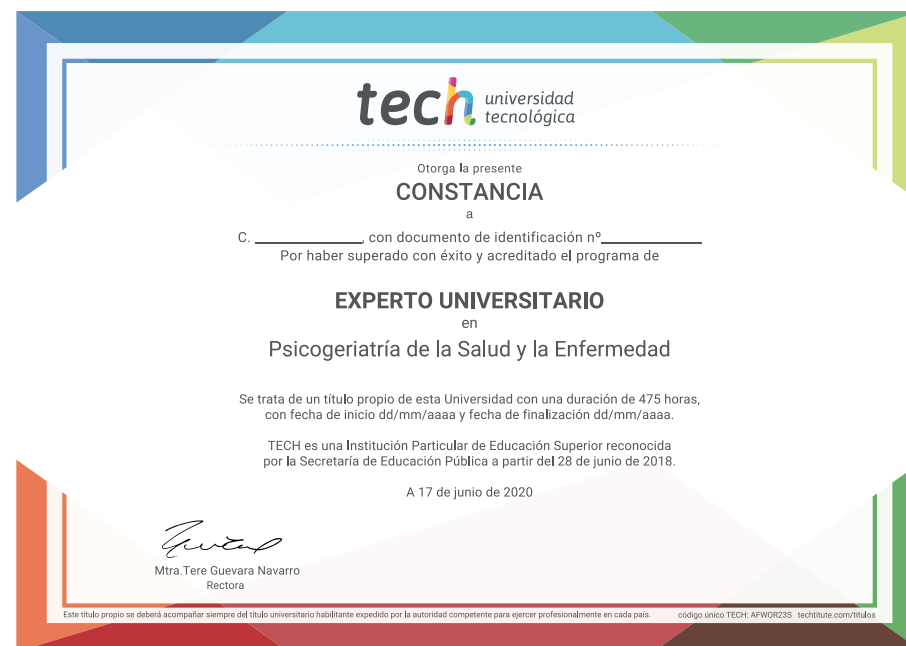 tech universidad
tecnológica
Otorga la presente
CONSTANCIA
a
C. ______________, con documento de identificación nº_____________
Por haber superado con éxito y acreditado el programa de
EXPERTO UNIVERSITARIO
en
Psicogeriatría de la Salud y la Enfermedad
Se trata de un título propio de esta Universidad con una duración de 475 horas,
con fecha de inicio dd/mm/aaaa y fecha de finalización dd/mm/aaaa.
TECH es una Institución Particular de Educación Superior reconocida
por la Secretaría de Educación Pública a partir del 28 de junio de 2018.
A 17 de junio de 2020
Mtra.Tere Guevara Navarro
Rectora
Este título propio se deberá acompañar siempre del título universitario habilitante expedido por la autoridad competente para ejercer profesionalmente en cada país. código único TECH: AFWOR23S techtitute.com/títulos